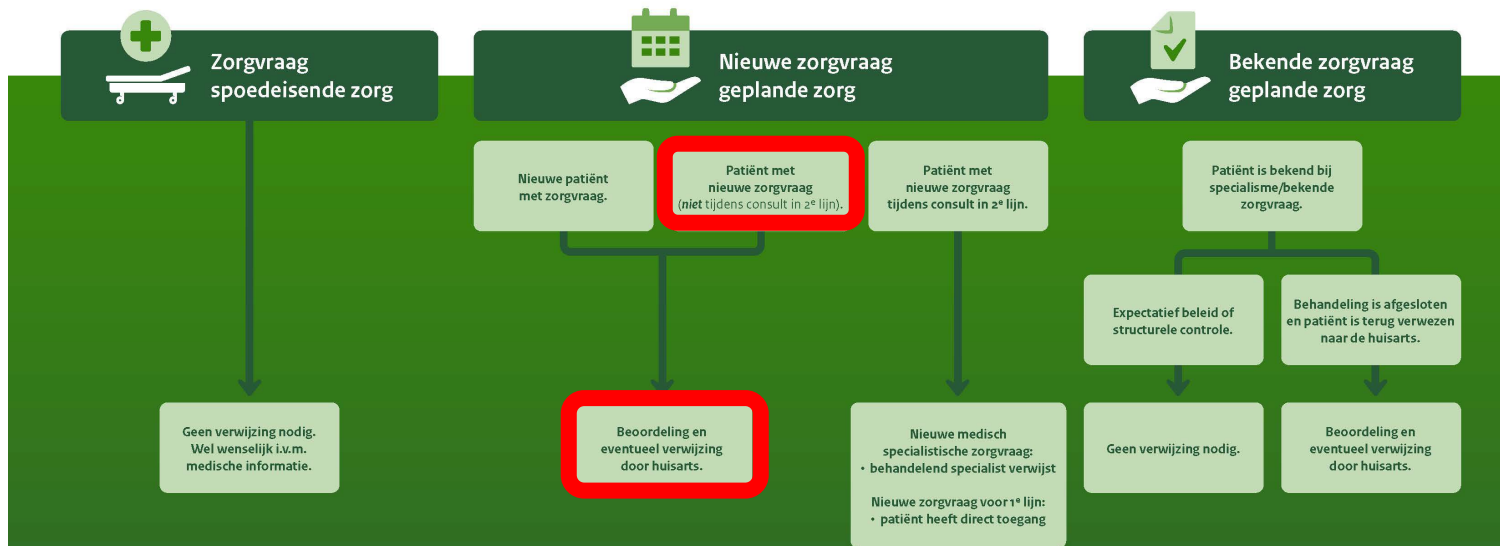 Zorgvraag
spoedeisende zorg
Geen verwijzing nodig.
Wel wenselijk i.v.m.
medische informatie.
Nieuwe zorgvraag
geplande zorg
Nieuwe patiënt
met zorgvraag.
Patiënt met
nieuwe zorgvraag
(niet tijdens consult in 2e lijn).
Beoordeling en
eventueel verwijzing
door huisarts.
Patiënt met
nieuwe zorgvraag
tijdens consult in 2e lijn.
Nieuwe medisch
specialistische zorgvraag:
• behandelend specialist verwijst
Nieuwe zorgvraag voor 1e lijn:
• patiënt heeft direct toegang
Bekende zorgvraag
geplande zorg
Patiënt is bekend bij
specialisme/bekende
zorgvraag.
Expectatief beleid of
structurele controle.
Geen verwijzing nodig.
Behandeling is afgesloten
en patiënt is terug verwezen
naar de huisarts.
Beoordeling en
eventueel verwijzing
door huisarts.